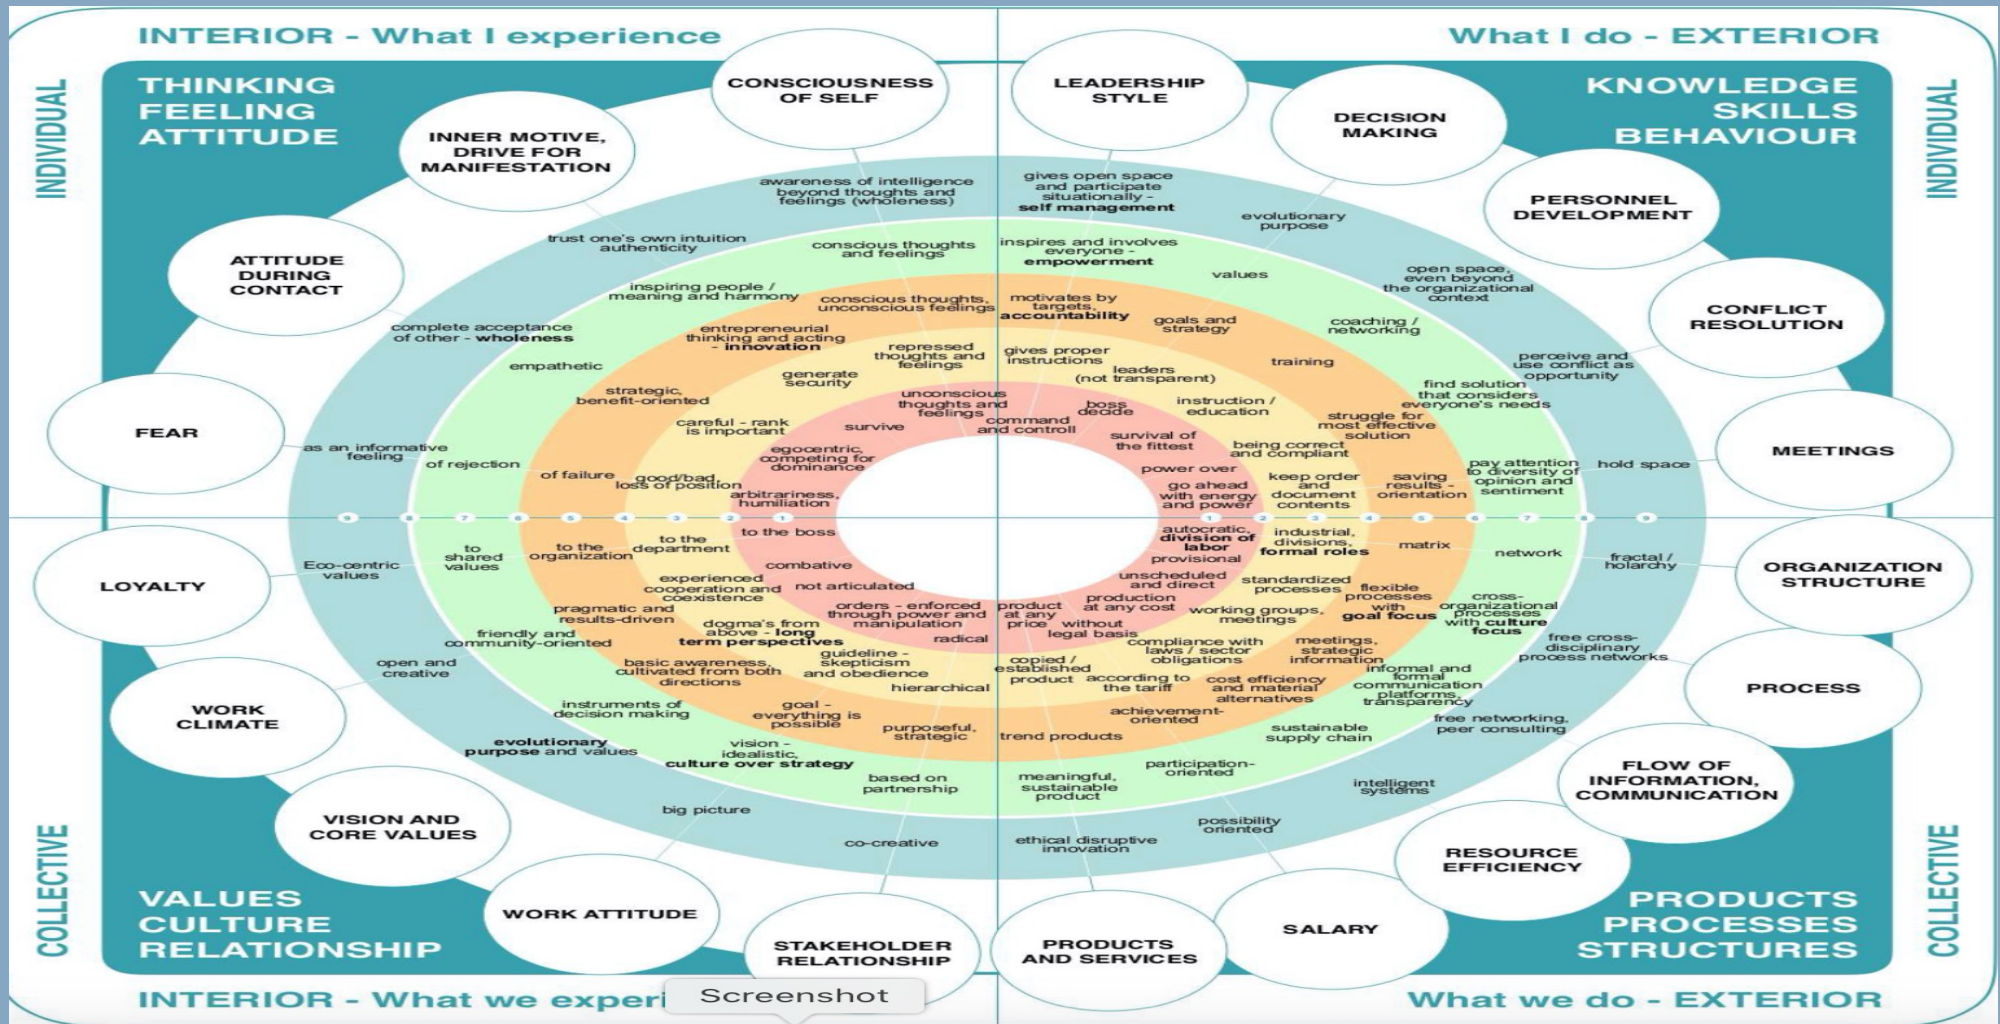 INTERIOR - What I experience
What I do - EXTERIOR
INDIVIDUAL
THINKING
FEELING
ATTITUDE
KNOWLEDGE
SKILLS
BEHAVIOUR
INDIVIDUAL
CONSCIOUSNESS
OF SELF
LEADERSHIP
STYLE
INNER MOTIVE,
DRIVE FOR
MANIFESTATION
DECISION
MAKING
ATTITUDE
DURING
CONTACT
PERSONNEL
DEVELOPMENT
CONFLICT
RESOLUTION
FEAR
MEETINGS
awareness of intelligence
beyond thoughts and
feelings (wholeness)
conscious thoughts
and feelings
conscious thoughts,
unconscious feelings
repressed
thoughts and
feelings
unconscious
thoughts and
feelings
trust one's own intuition
authenticity
inspiring people /
meaning and harmony
entrepreneurial
thinking and acting
- innovation
generate
security
survive
complete acceptance
of other - wholeness
empathetic
strategic,
benefit-oriented
careful - rank
is important
egocentric,
competing for
dominance
as an informative
feeling
of rejection
of failure
good/bad,
loss of position
arbitrariness,
humiliation
gives open space
and participate
situationally -
self management
inspires and involves
everyone -
empowerment
motivates by
targets,
accountability
gives proper
instructions
command
and controll
evolutionary
purpose
values
goals and
strategy
leaders
(not transparent)
boss
decide
open space,
even beyond
the organizational
context
coaching /
networking
training
instruction /
education
survival of
the fittest
perceive and
use conflict as
opportunity
find solution
that considers
everyone's needs
struggle for
most effective
solution
being correct
and compliant
power over
hold space
pay attention
to diversity of
opinion and
sentiment
saving
results -
orientation
keep order
and
document
contents
go ahead
with energy
and power
9 8 7 6 5 4 3 2 1
1 2 3 4 5 6 7 8 9
LOYALTY
ORGANIZATION
STRUCTURE
WORK
CLIMATE
PROCESS
VISION AND
CORE VALUES
FLOW OF
INFORMATION,
COMMUNICATION
WORK ATTITUDE
RESOURCE
EFFICIENCY
STAKEHOLDER
RELATIONSHIP
PRODUCTS
AND SERVICES
SALARY
Eco-centric
values
to
shared
values
to the
organization
to the
department
to the boss
open and
creative
friendly and
community-oriented
pragmatic and
results-driven
experienced
cooperation and
coexistence
combative
evolutionary
purpose and values
instruments of
decision making
basic awareness,
cultivated from both
directions
dogma's from
above - long
term perspectives
not articulated
big picture
vision -
idealistic,
culture over strategy
goal -
everything is
possible
guideline -
skepticism
and obedience
orders - enforced
through power and
manipulation
co-creative
based on
partnership
purposeful,
strategic
hierarchical
radical
autocratic,
division of
labor
industrial,
divisions,
formal roles
matrix
network
fractal /
holarchy
provisional
standardized
processes
flexible
processes
with
goal focus
cross-
organizational
processes
with culture
focus
free cross-
disciplinary
process networks
unscheduled
and direct
working groups,
meetings
meetings,
strategic
information
informal and
formal
communication
platforms,
transparency
free networking,
peer consulting
production
at any cost
compliance with
laws / sector
obligations
cost efficiency
and material
alternatives
sustainable
supply chain
intelligent
systems
without
legal basis
according to
the tariff
achievement-
oriented
participation-
oriented
possibility
oriented
product
at any
price
copied /
established
product
trend products
meaningful,
sustainable
product
ethical disruptive
innovation
COLLECTIVE
VALUES
CULTURE
RELATIONSHIP
PRODUCTS
PROCESSES
STRUCTURES
COLLECTIVE
INTERIOR - What we experi
Screenshot
What we do - EXTERIOR